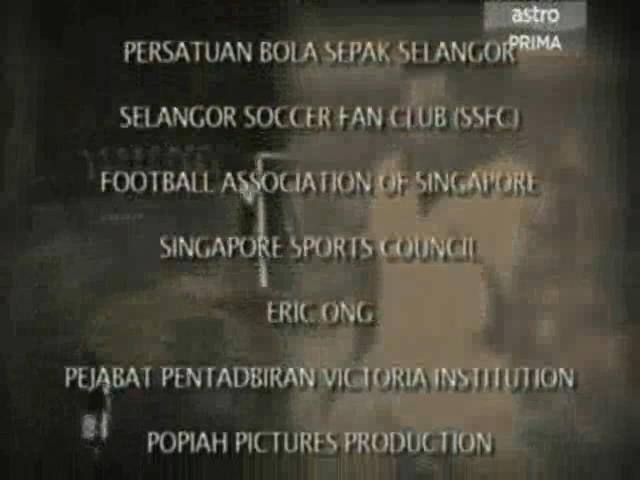 astro
PRIMA
PERSATUAN BOLA SEPAK SELANGOR
SELANGOR SOCCER FAN CLUB (SSFC)
FOOTBALL ASSOCIATION OF SINGAPORE
SINGAPORE SPORTS COUNCIL
ERIC ONG
PEJABAT PENTADBIRAN VICTORIA INSTITUTION
POPIAH PICTURES PRODUCTION